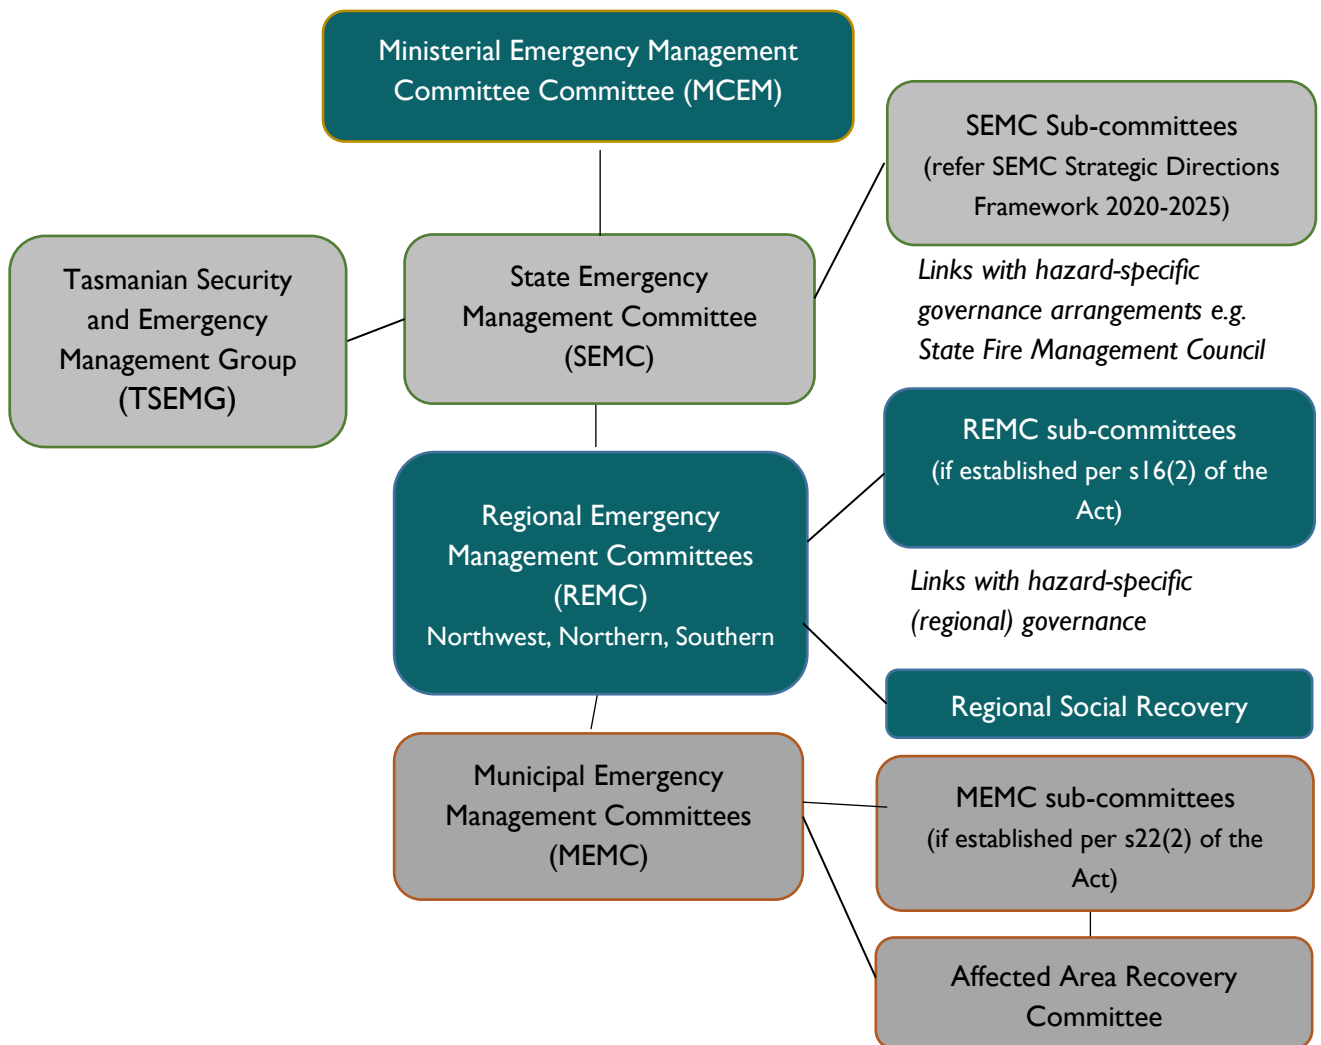 Ministerial Emergency Management
Committee Committee (MCEM)
SEMC Sub-committees
(refer SEMC Strategic Directions
Framework 2020-2025)
Links with hazard-specific
governance arrangements e.g.
State Fire Management Council
Tasmanian Security
and Emergency
Management Group
(TSEMG)
State Emergency
Management Committee
(SEMC)
REMC sub-committees
(if established per s16(2) of the
Act)
Links with hazard-specific
(regional) governance
Regional Emergency
Management Committees
(REMC)
Northwest, Northern, Southern
Regional Social Recovery
Municipal Emergency
Management Committees
(MEMC)
MEMC sub-committees
(if established per s22(2) of the
Act)
Affected Area Recovery
Committee